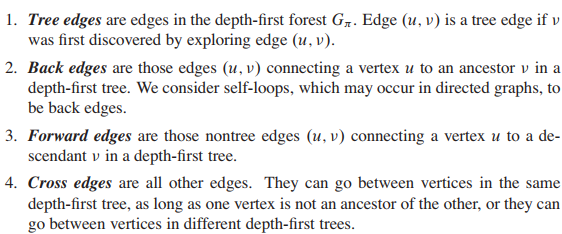 1. Tree edges are edges in the depth-first forest Gπ. Edge (u, ν) is a tree edge if ν
was first discovered by exploring edge (u, ν).
2. Back edges are those edges (u, ν) connecting a vertex u to an ancestor ν in a
depth-first tree. We consider self-loops, which may occur in directed graphs, to
be back edges.
3. Forward edges are those nontree edges (u, ν) connecting a vertex u to a de-
scendant ν in a depth-first tree.
4. Cross edges are all other edges. They can go between vertices in the same
depth-first tree, as long as one vertex is not an ancestor of the other, or they can
go between vertices in different depth-first trees.